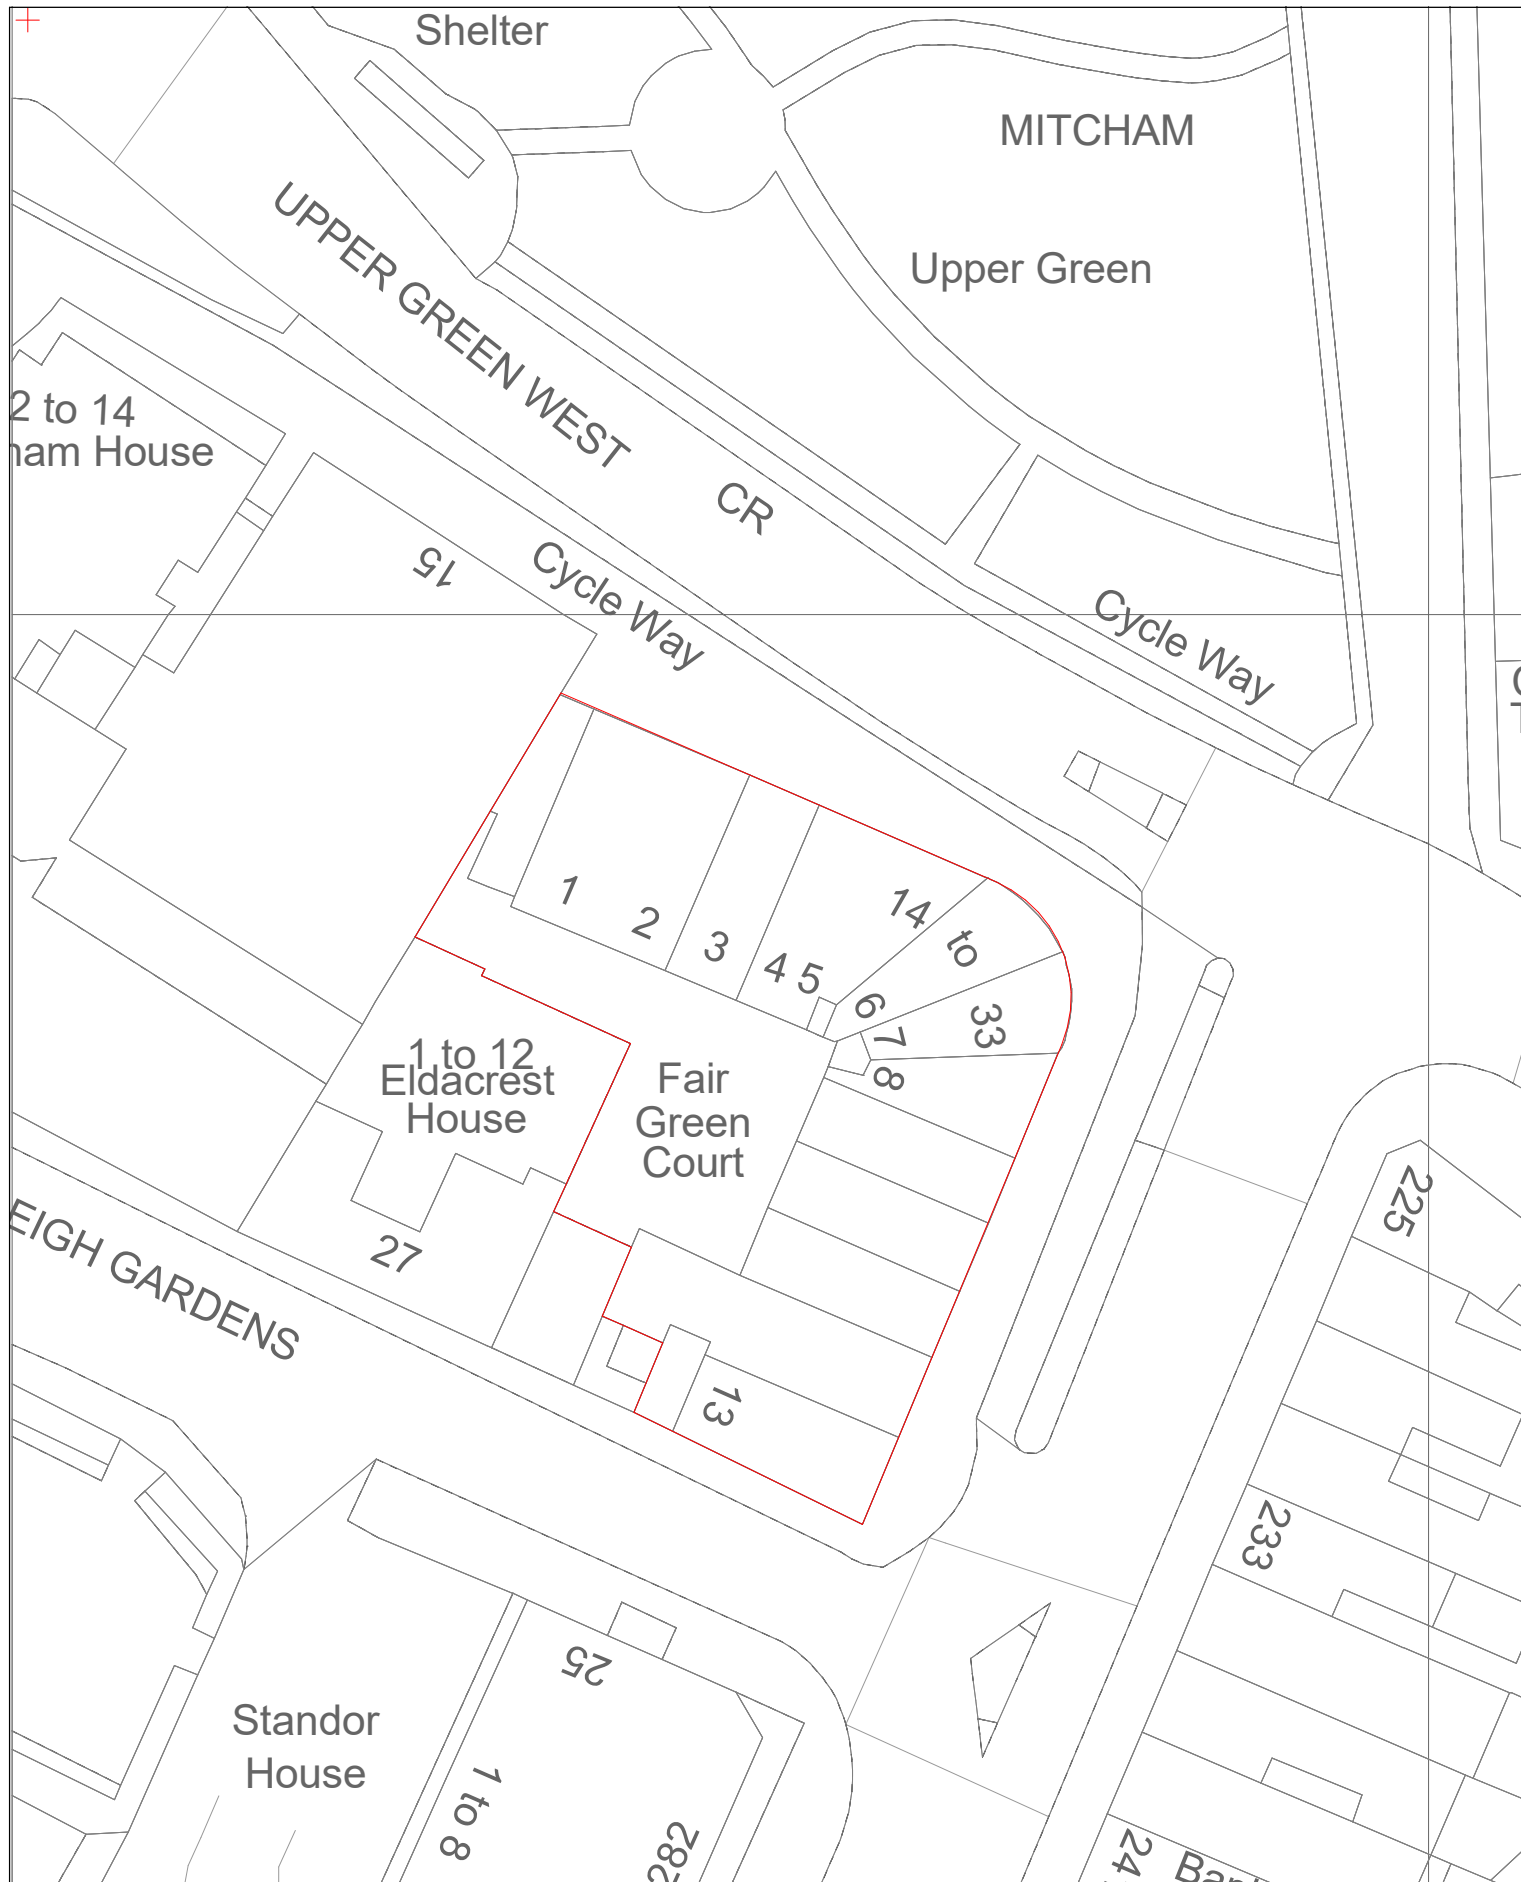 Shelter
MITCHAM
UPPER GREEN WEST
Upper Green
2 to 14
ham House
CR
15
Cycle Way
Cycle Way
1
2
3
4
5
14
to
33
6
7
8
1 to 12
Eldacrest
House
Fair
Green
Court
225
EIGH GARDENS
27
13
233
25
Standor
House
1 to 8
282
24